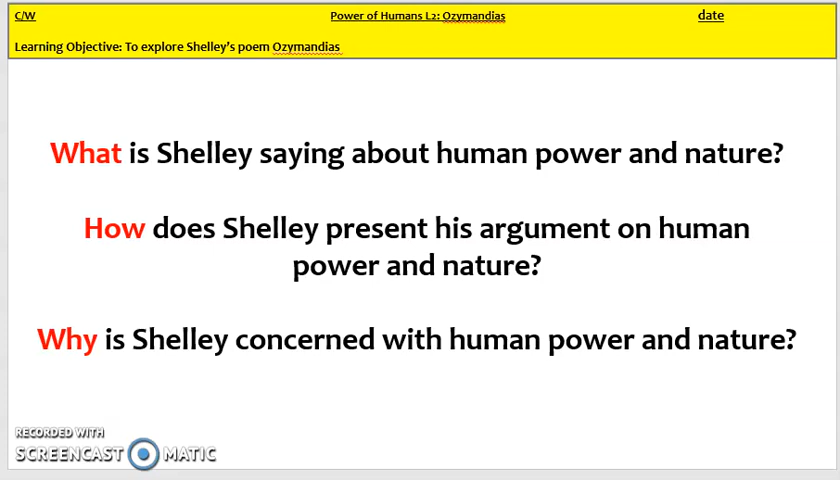 C/W Power of Humans L2: Ozymandias date
Learning Objective: To explore Shelley's poem Ozymandias
What is Shelley saying about human power and nature?
How does Shelley present his argument on human
power and nature?
Why is Shelley concerned with human power and nature?
RECORDED WITH
SCREENCAST MATIC